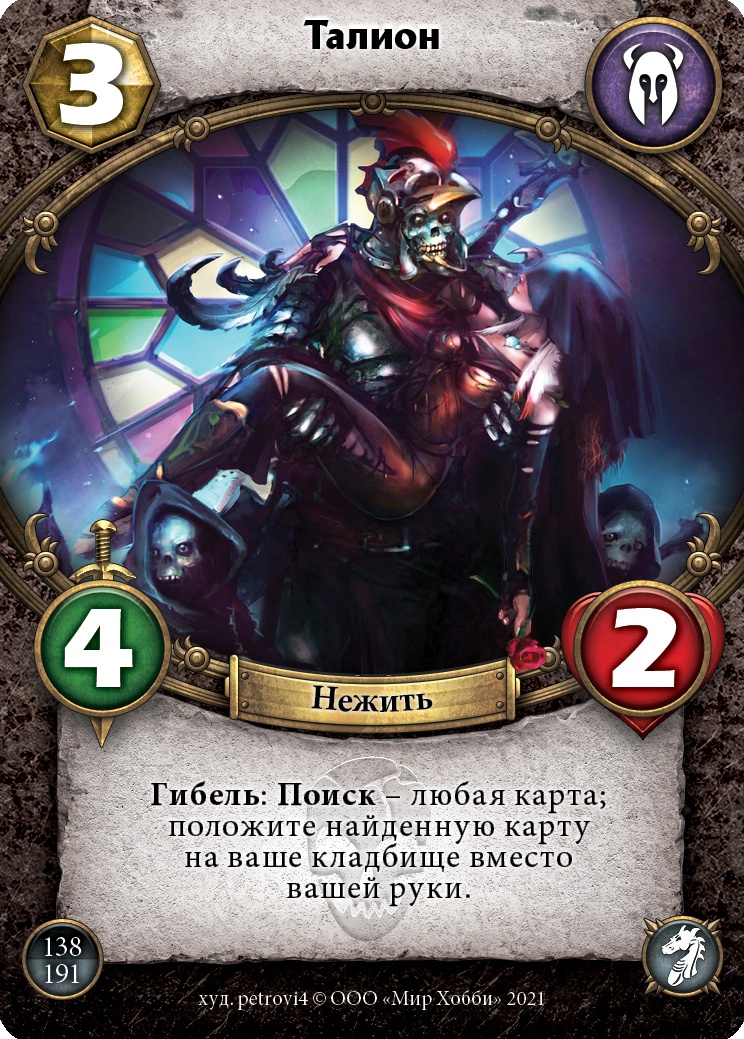 Талион
3
4
2
Нежить
Гибель: Поиск – любая карта;
положите найденную карту
на ваше кладбище вместо
вашей руки.
138
191
худ. petrovi4 © ООО «Мир Хобби» 2021